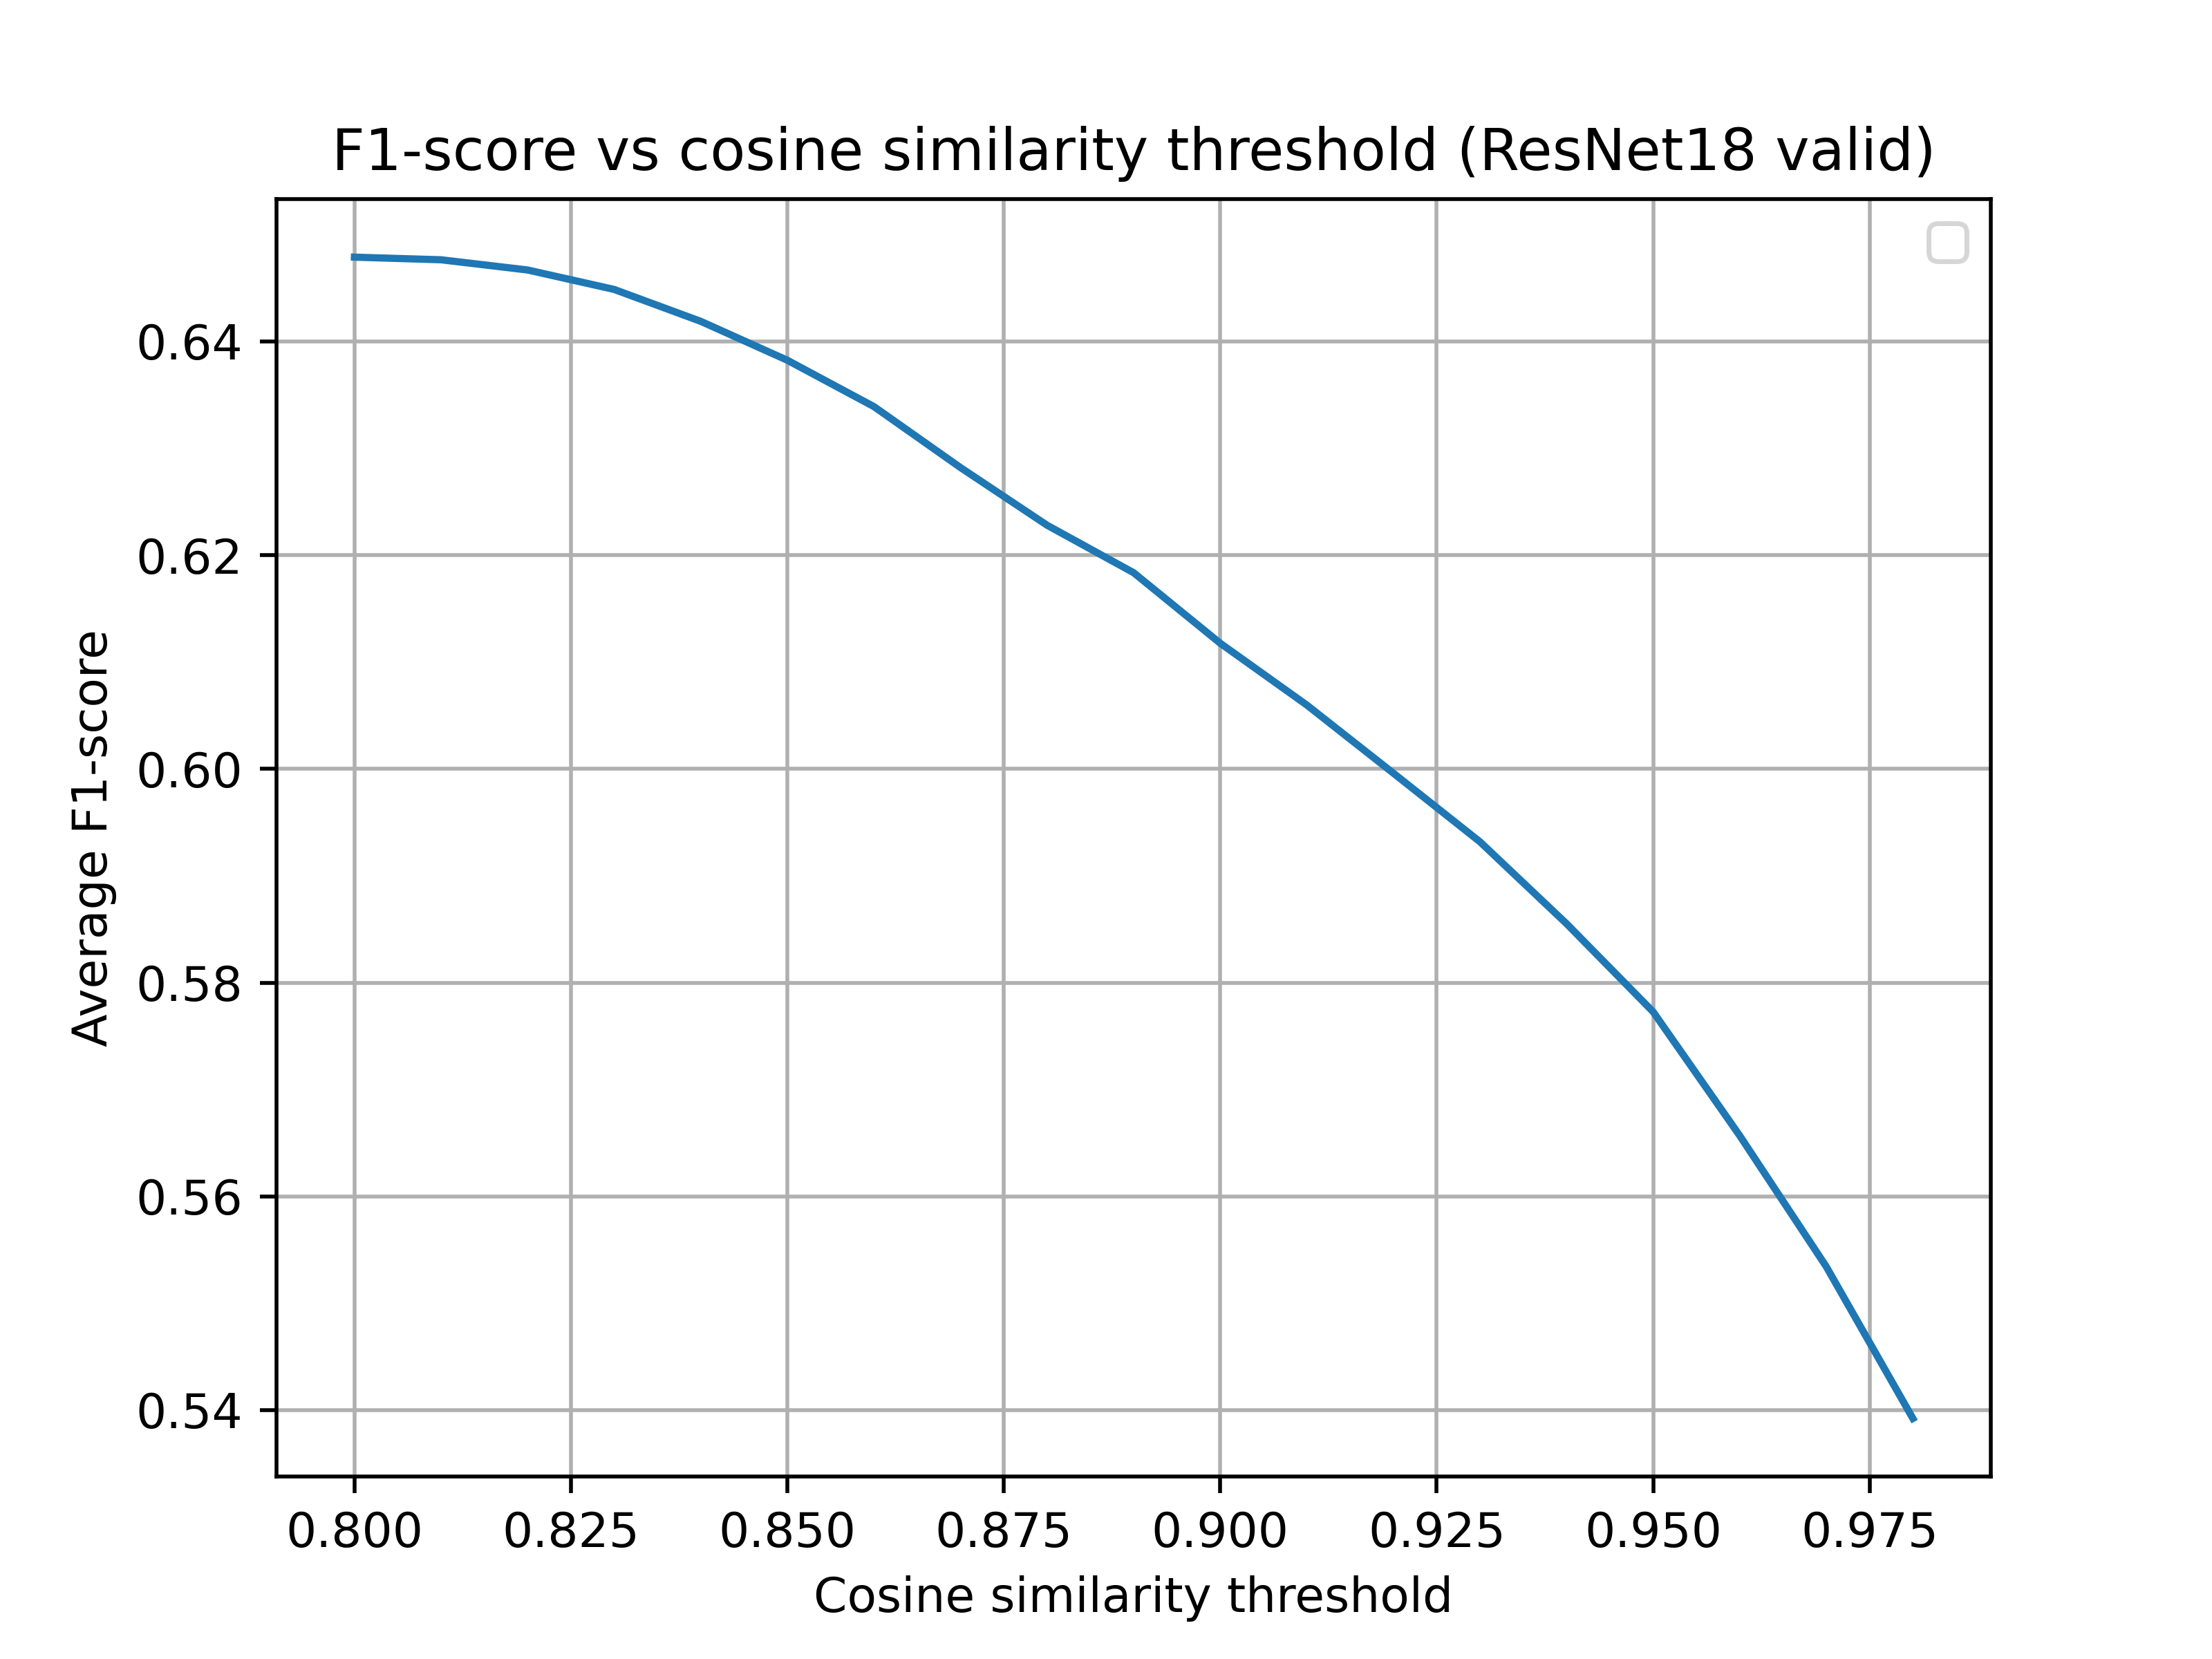 F1-score vs cosine similarity threshold (ResNet18 valid)
Average F1-score
0.64
0.62
0.60
0.58
0.56
0.54
0.800 0.825 0.850 0.875 0.900 0.925 0.950 0.975
Cosine similarity threshold